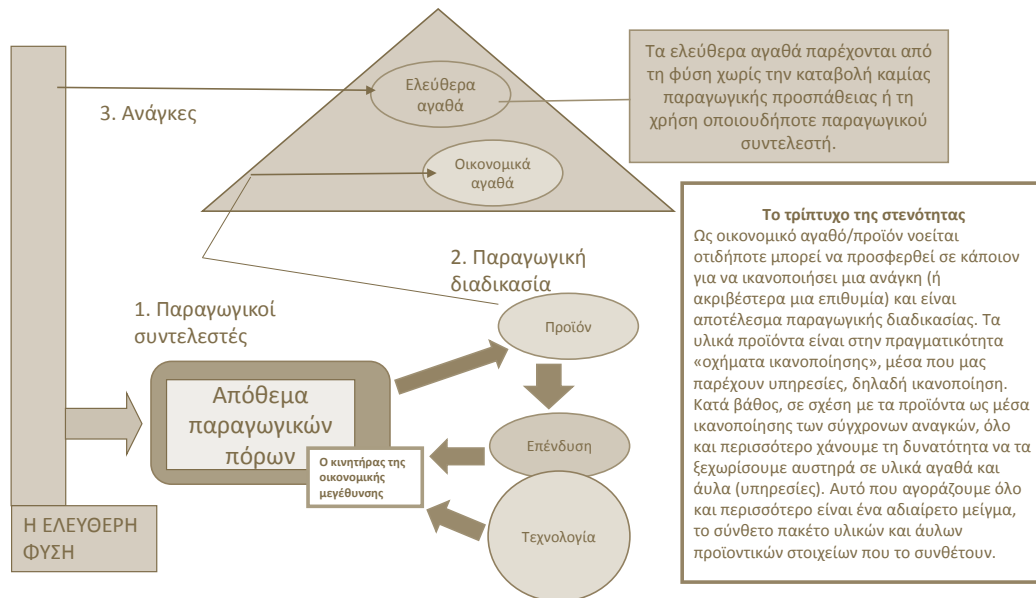 Ελεύθερα
αγαθά
3. Ανάγκες
Οικονομικά
αγαθά
Τα ελεύθερα αγαθά παρέχονται από
τη φύση χωρίς την καταβολή καμίας
παραγωγικής προσπάθειας ή τη
χρήση οποιουδήποτε παραγωγικού
συντελεστή.
2. Παραγωγική
διαδικασία
1. Παραγωγικοί
συντελεστές
Προϊόν
Απόθεμα
παραγωγικών
πόρων
Ο κινητήρας της
οικονομικής
μεγέθυνσης
Επένδυση
Τεχνολογία
Η ΕΛΕΥΘΕΡΗ
ΦΥΣΗ
Το τρίπτυχο της στενότητας
Ως οικονομικό αγαθό/προϊόν νοείται
οτιδήποτε μπορεί να προσφερθεί σε κάποιον
για να ικανοποιήσει μια ανάγκη (ή
ακριβέστερα μια επιθυμία) και είναι
αποτέλεσμα παραγωγικής διαδικασίας. Τα
υλικά προϊόντα είναι στην πραγματικότητα
«οχήματα ικανοποίησης», μέσα που μας
παρέχουν υπηρεσίες, δηλαδή ικανοποίηση.
Κατά βάθος, σε σχέση με τα προϊόντα ως μέσα
ικανοποίησης των σύγχρονων αναγκών, όλο
και περισσότερο χάνουμε τη δυνατότητα να τα
ξεχωρίσουμε αυστηρά σε υλικά αγαθά και
άυλα (υπηρεσίες). Αυτό που αγοράζουμε όλο
και περισσότερο είναι ένα αδιαίρετο μείγμα,
το σύνθετο πακέτο υλικών και άυλων
προϊοντικών στοιχείων που το συνθέτουν.